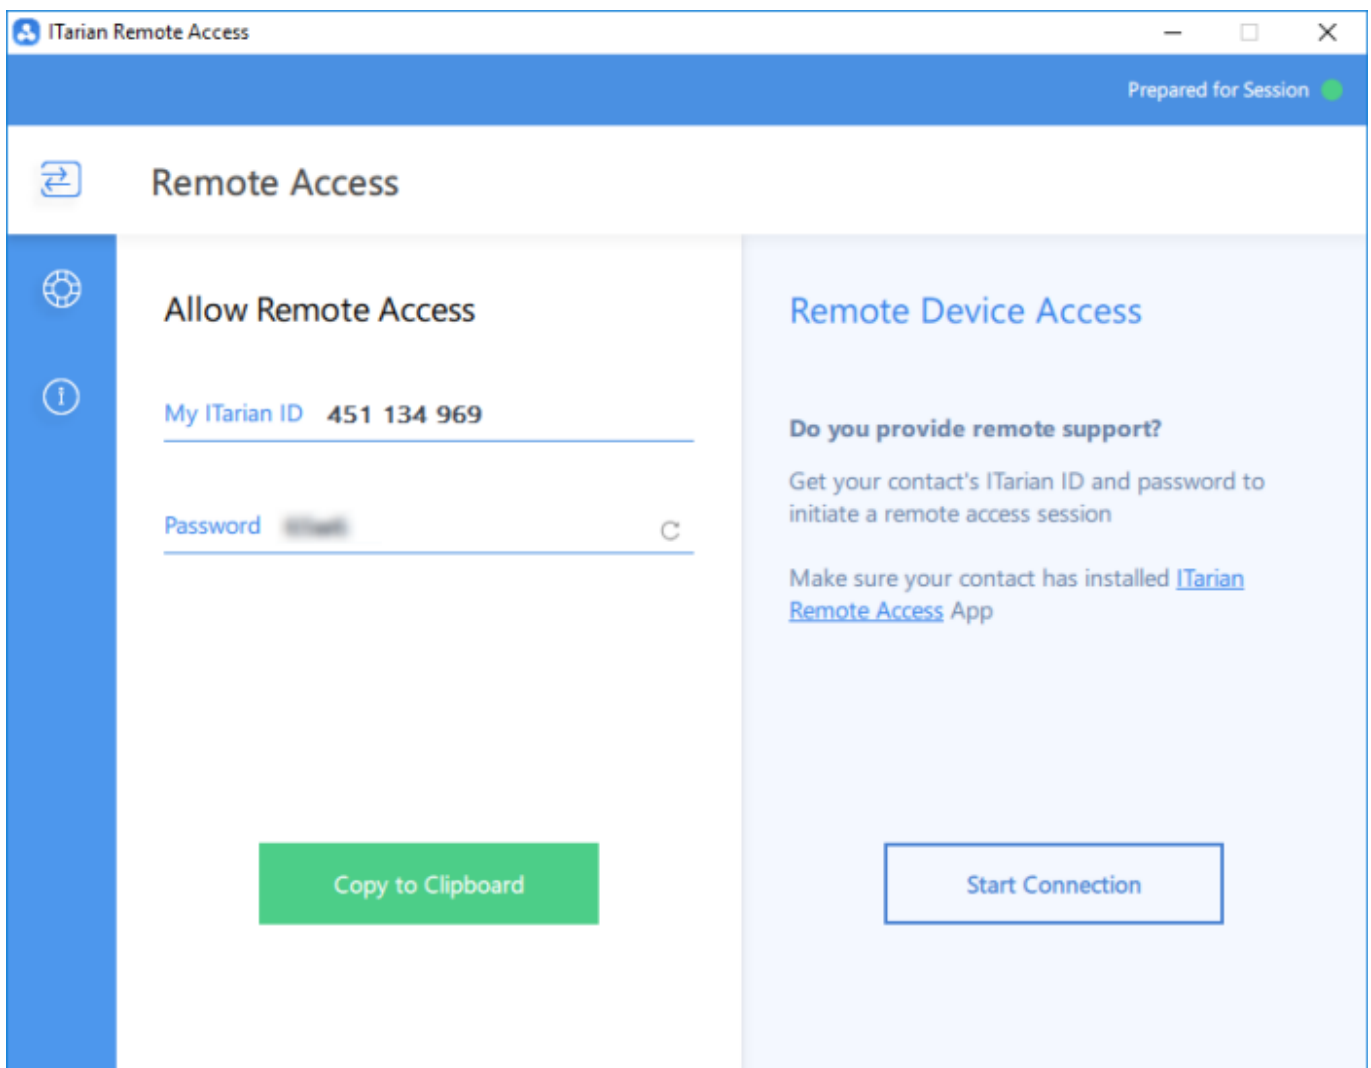 ITarian Remote Access
Prepared for Session
Remote Access
Allow Remote Access
My ITarian ID 451 134 969
Password
Copy to Clipboard
Remote Device Access
Do you provide remote support?
Get your contact's ITarian ID and password to
initiate a remote access session
Make sure your contact has installed ITarian
Remote Access App
Start Connection